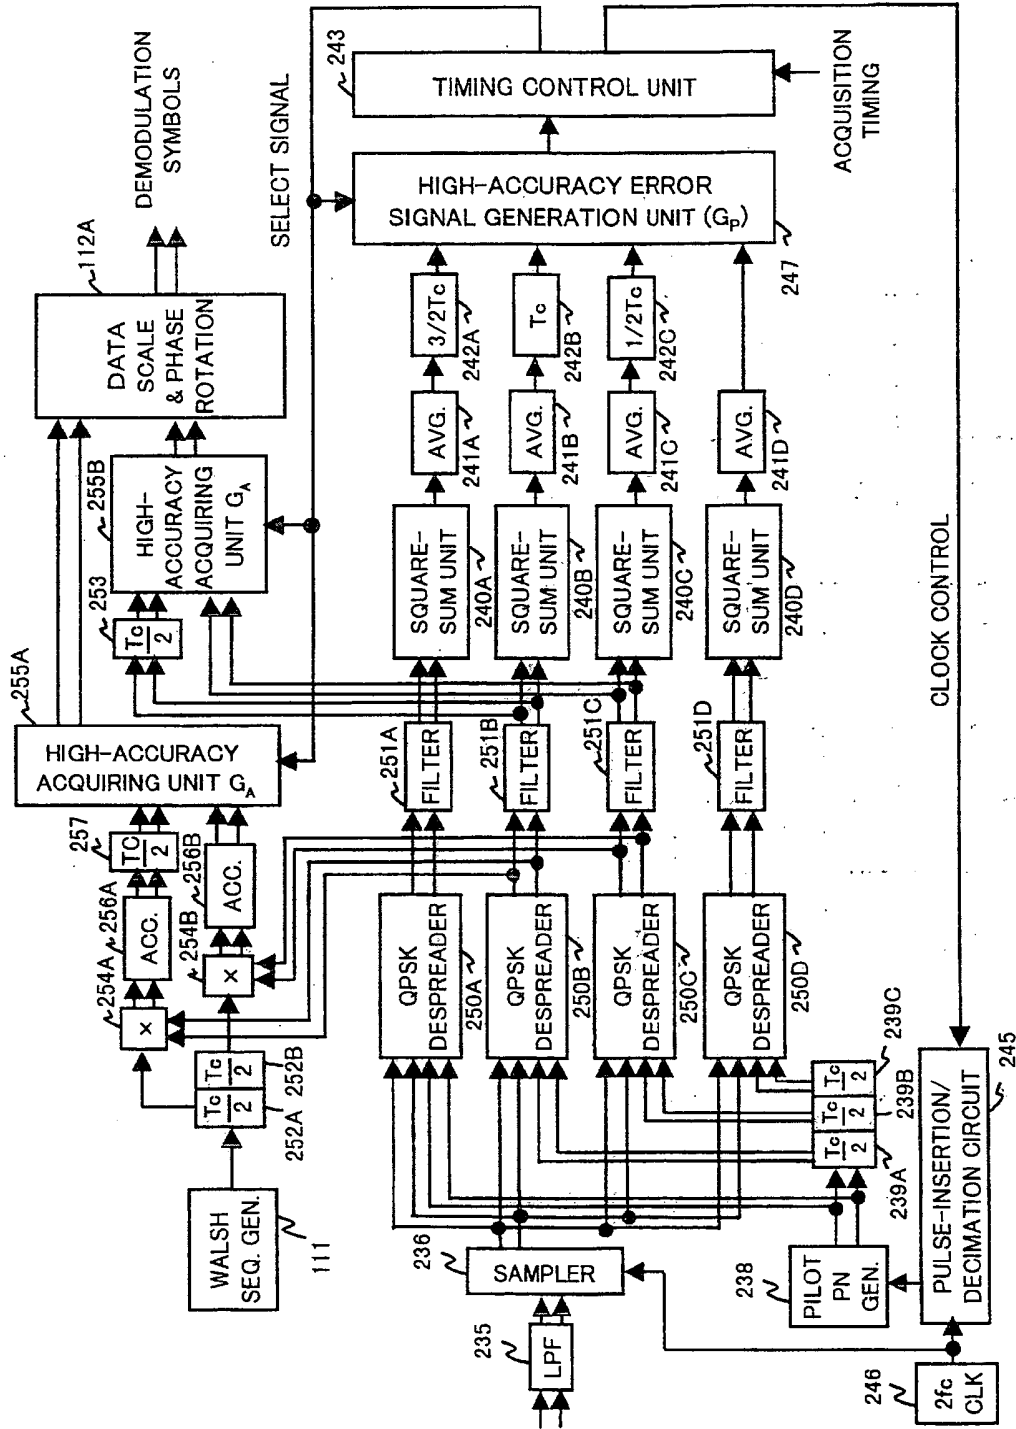 DEMODULATION
SYMBOLS
112A
DATA
SCALE
& PHASE
ROTATION
255B
HIGH-
ACCURACY
ACQUIRING
UNIT GA
253
Tc
2
255A
HIGH-ACCURACY
ACQUIRING UNIT GA
257
TC
2
256B
ACC.
256A
ACC.
254B
×
254A
×
Tc
2
252B
Tc
2
252A
WALSH
SEQ. GEN.
111
SELECT SIGNAL
243
TIMING CONTROL UNIT
ACQUISITION
TIMING
HIGH-ACCURACY ERROR
SIGNAL GENERATION UNIT (GP)
247
3/2Tc
242A
Tc
242B
1/2Tc
242C
AVG.
241A
AVG.
241B
AVG.
241C
AVG.
241D
SQUARE-
SUM UNIT
240A
SQUARE-
SUM UNIT
240B
SQUARE-
SUM UNIT
240C
SQUARE-
SUM UNIT
240D
251A
FILTER
251B
FILTER
251C
FILTER
251D
FILTER
QPSK
DESPREADER
250A
QPSK
DESPREADER
250B
QPSK
DESPREADER
250C
QPSK
DESPREADER
250D
Tc
2
239C
Tc
2
239B
Tc
2
239A
236
SAMPLER
235
LPF
238
PILOT
PN
GEN.
CLOCK CONTROL
PULSE-INSERTION/
DECIMATION CIRCUIT
245
246
2fc
CLK